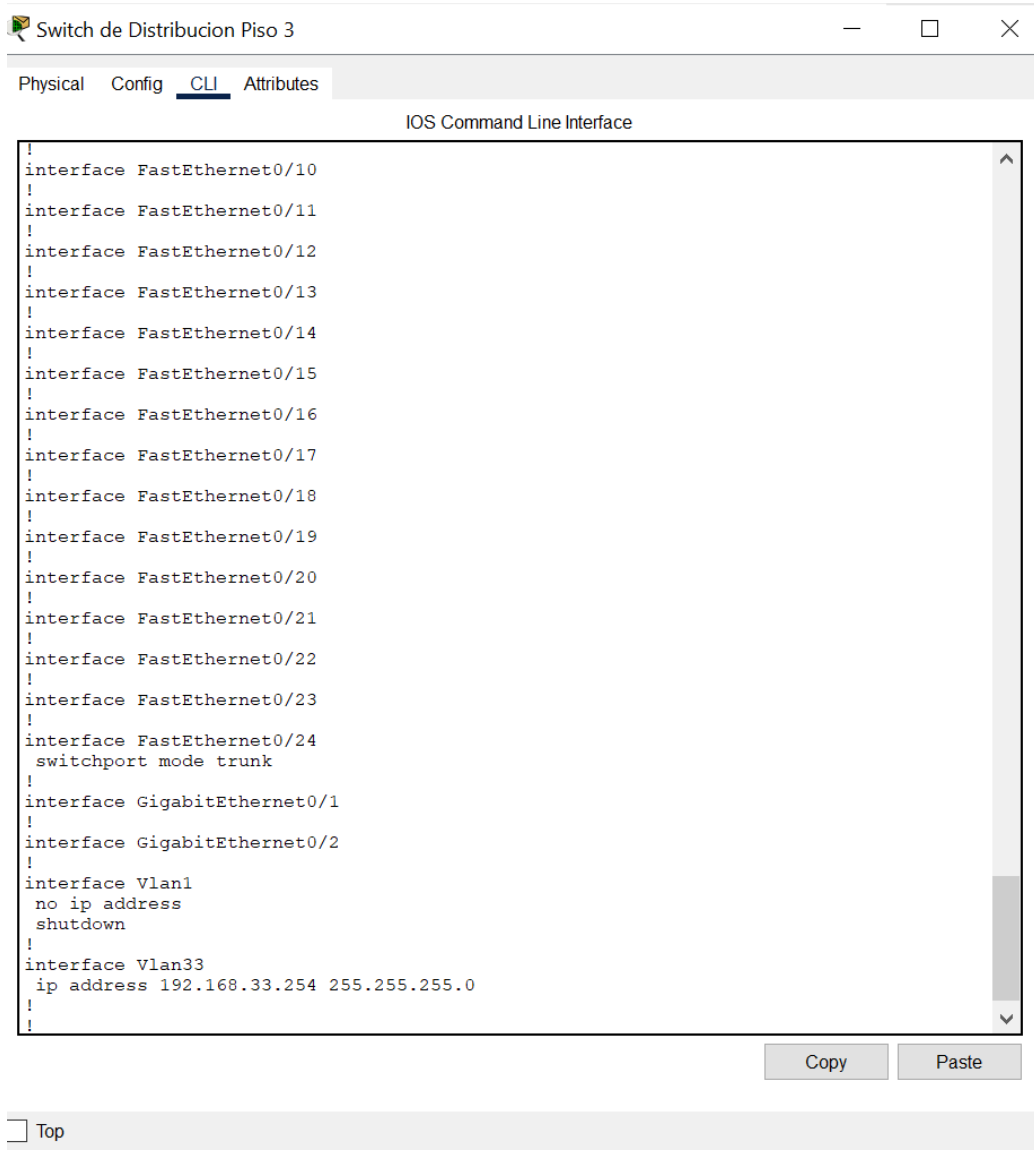 Switch de Distribucion Piso 3
Physical Config CLI Attributes
IOS Command Line Interface
!
interface FastEthernet0/10
!
interface FastEthernet0/11
!
interface FastEthernet0/12
!
interface FastEthernet0/13
!
interface FastEthernet0/14
!
interface FastEthernet0/15
!
interface FastEthernet0/16
!
interface FastEthernet0/17
!
interface FastEthernet0/18
!
interface FastEthernet0/19
!
interface FastEthernet0/20
!
interface FastEthernet0/21
!
interface FastEthernet0/22
!
interface FastEthernet0/23
!
interface FastEthernet0/24
 switchport mode trunk
!
interface GigabitEthernet0/1
!
interface GigabitEthernet0/2
!
interface Vlan1
 no ip address
 shutdown
!
interface Vlan33
 ip address 192.168.33.254 255.255.255.0
!
!
Copy Paste
Top